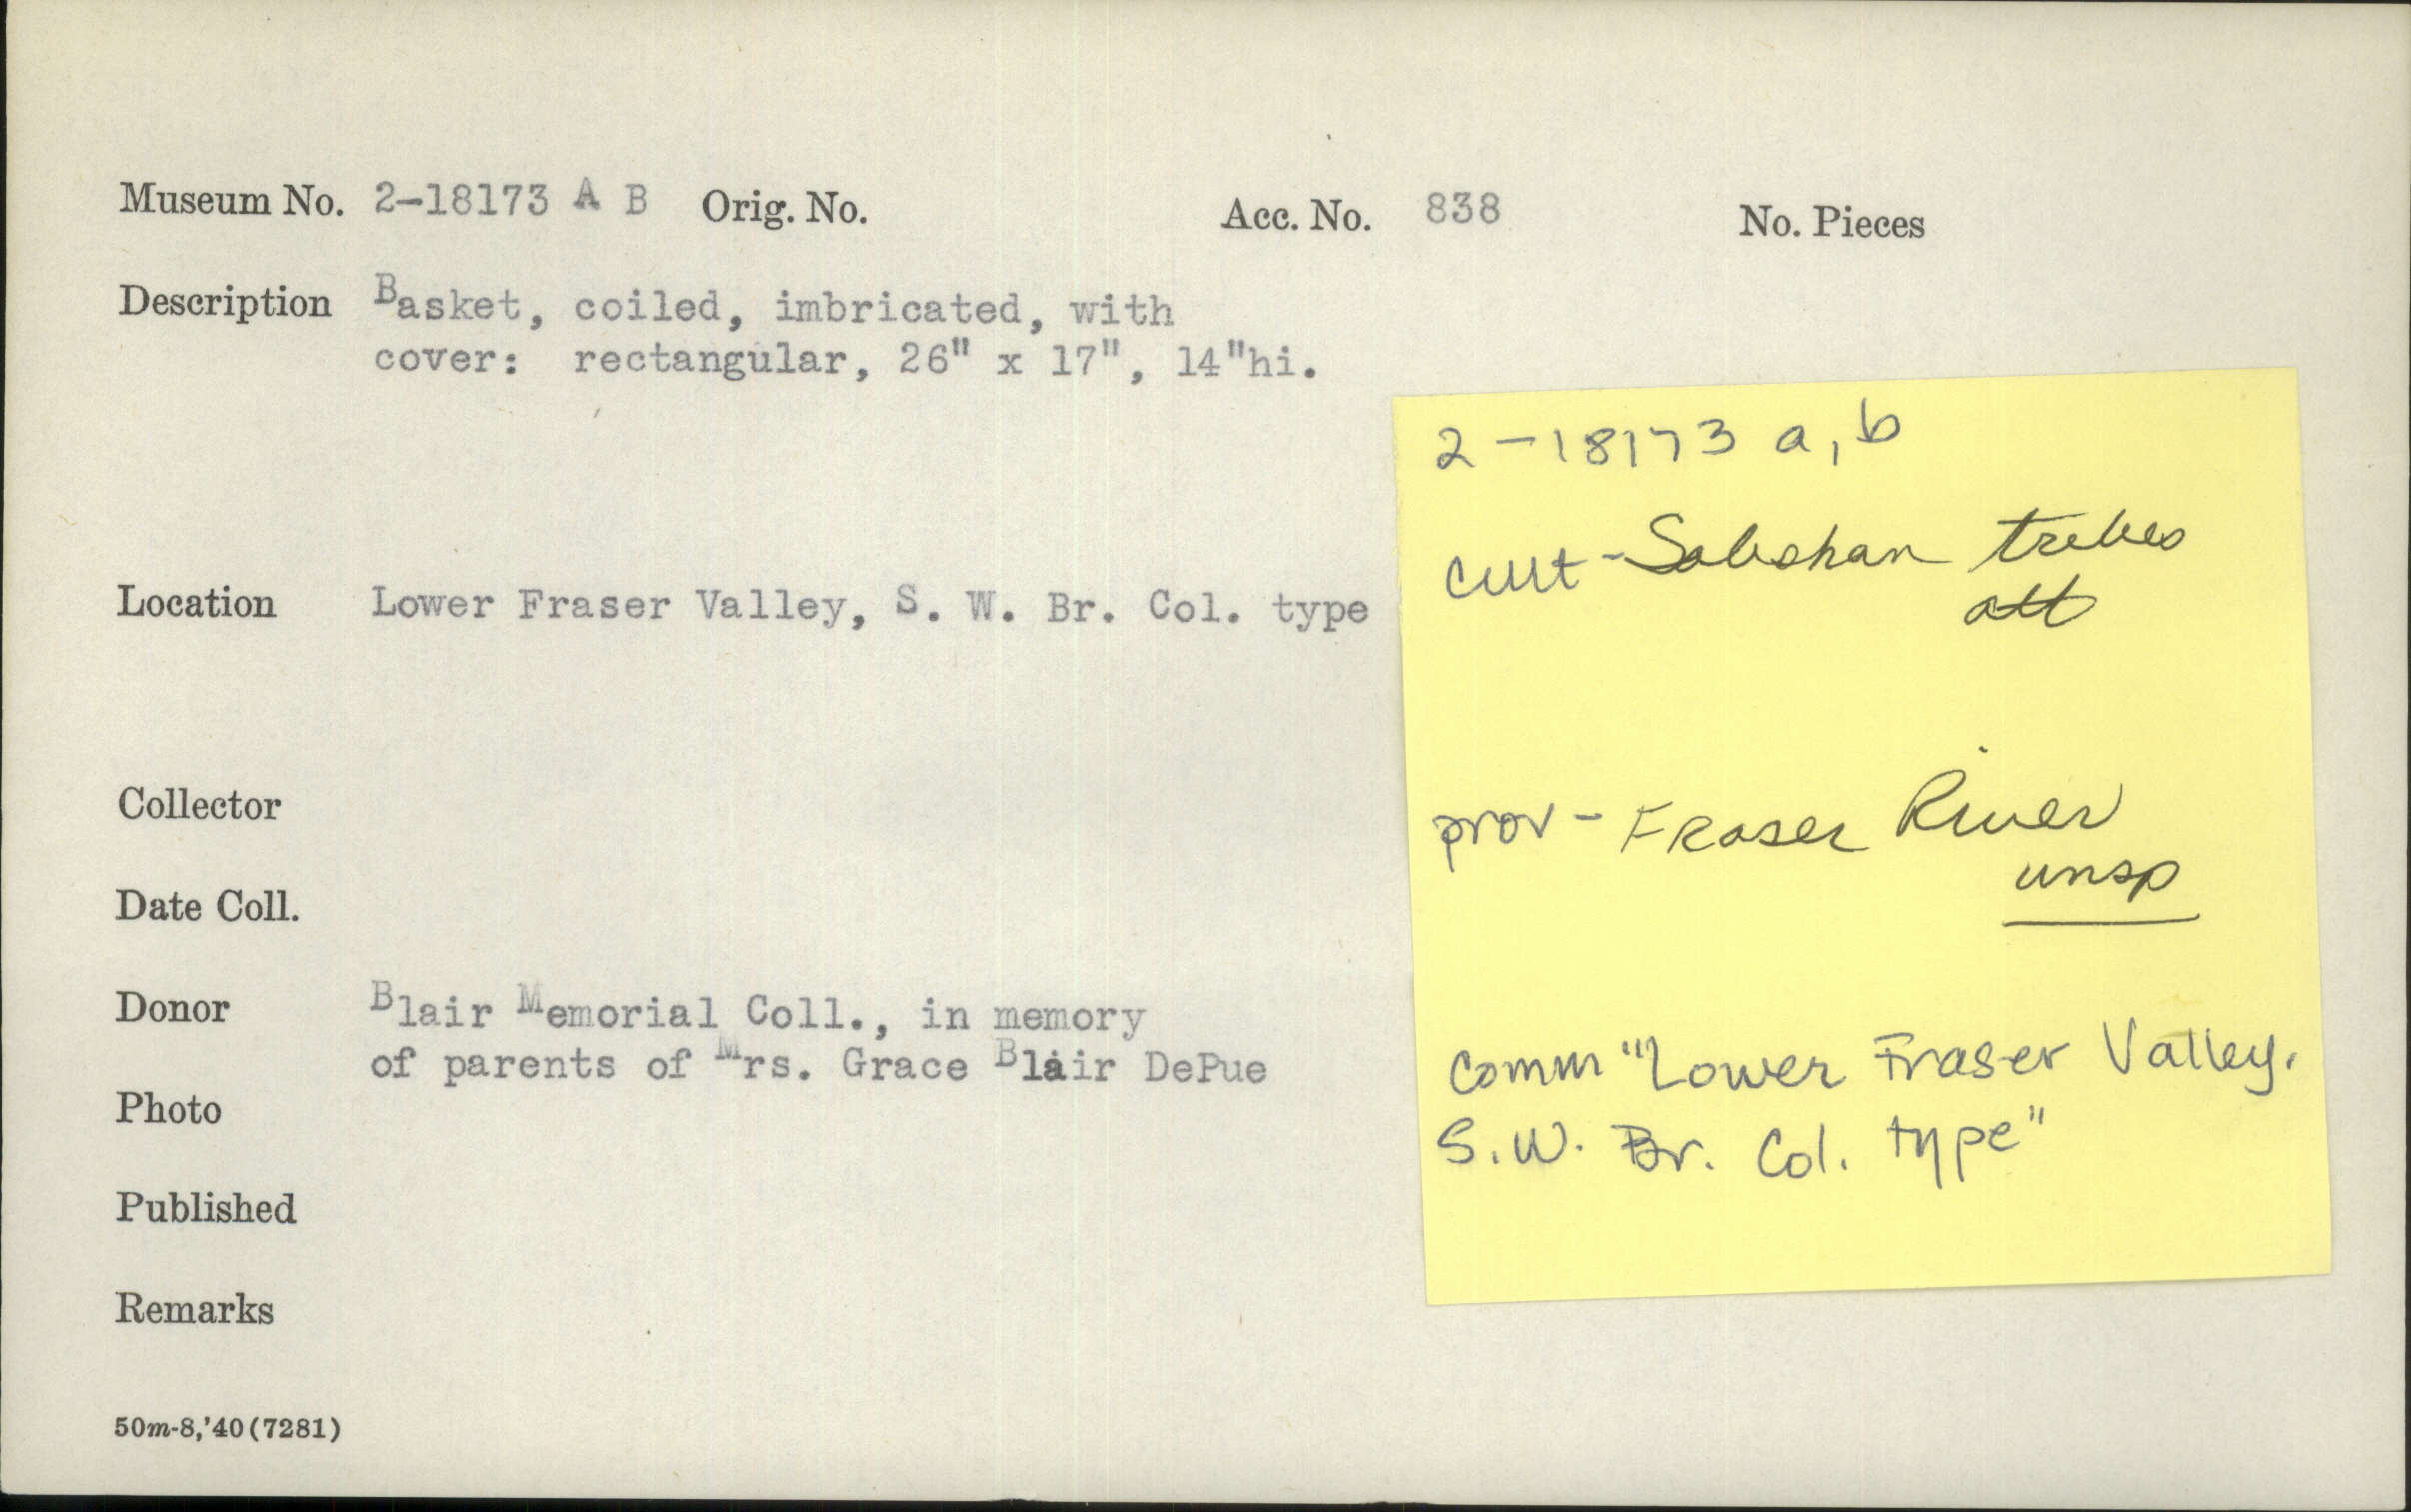 Museum No. 2-18173 A B Orig. No. Acc. No. 838 No. Pieces
Description Basket, coiled, imbricated, with
cover: rectangular, 26" x 17", 14"hi.
Location Lower Fraser Valley, S. W. Br. Col. type
Collector
Date Coll.
Donor Blair Memorial Coll., in memory
of parents of Mrs. Grace Blair DePue
Photo
Published
Remarks
50m-8,'40(7281)
2-18173 a,b
cult - Salishan tribes
att
prov - Fraser River
unsp
comm "Lower Fraser Valley.
S.W. Br. Col. type"